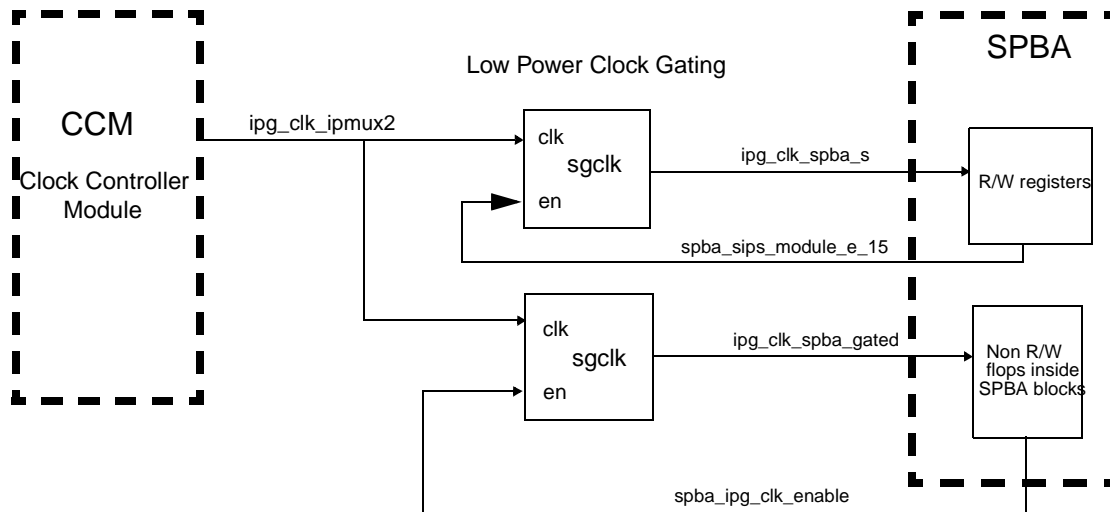 SPBA
Low Power Clock Gating
CCM
Clock Controller
Module
ipg_clk_ipmux2
clk
sgclk
en
ipg_clk_spba_s
R/W registers
spba_sips_module_e_15
clk
sgclk
en
ipg_clk_spba_gated
Non R/W
flops inside
SPBA blocks
spba_ipg_clk_enable